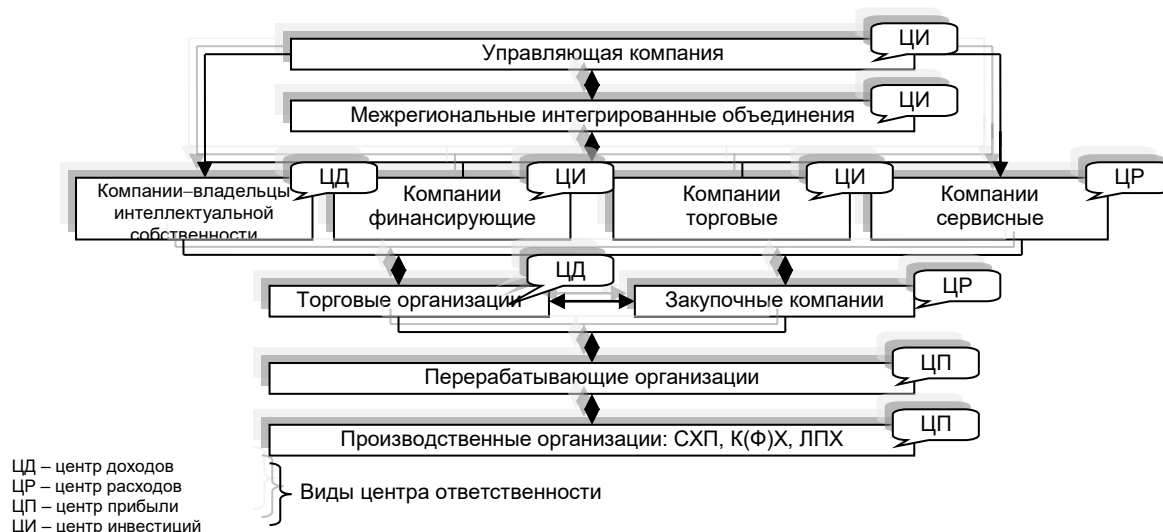 ЦИ
Управляющая компания
ЦИ
Межрегиональные интегрированные объединения
ЦД
Компании–владельцы
интеллектуальной
собственности
ЦИ
Компании
финансирующие
ЦИ
Компании
торговые
ЦР
Компании
сервисные
ЦД
Торговые организации
ЦР
Закупочные компании
ЦП
Перерабатывающие организации
ЦП
Производственные организации: СХП, К(Ф)Х, ЛПХ
ЦД – центр доходов
ЦР – центр расходов
ЦП – центр прибыли
ЦИ – центр инвестиций
Виды центра ответственности